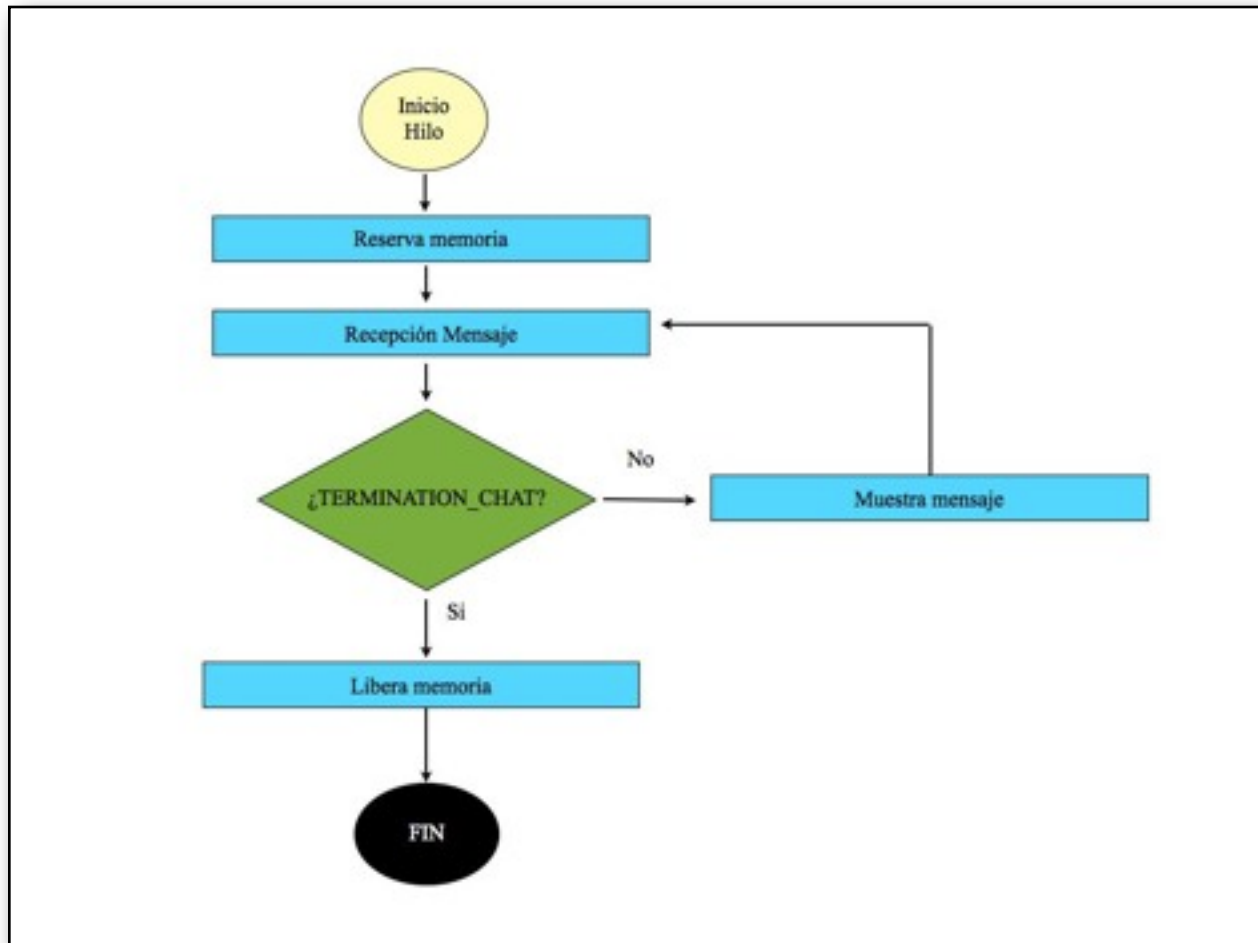 Inicio
Hilo
Reserva memoria
Recepción Mensaje
¿TERMINATION_CHAT?
No
Muestra mensaje
Si
Libera memoria
FIN